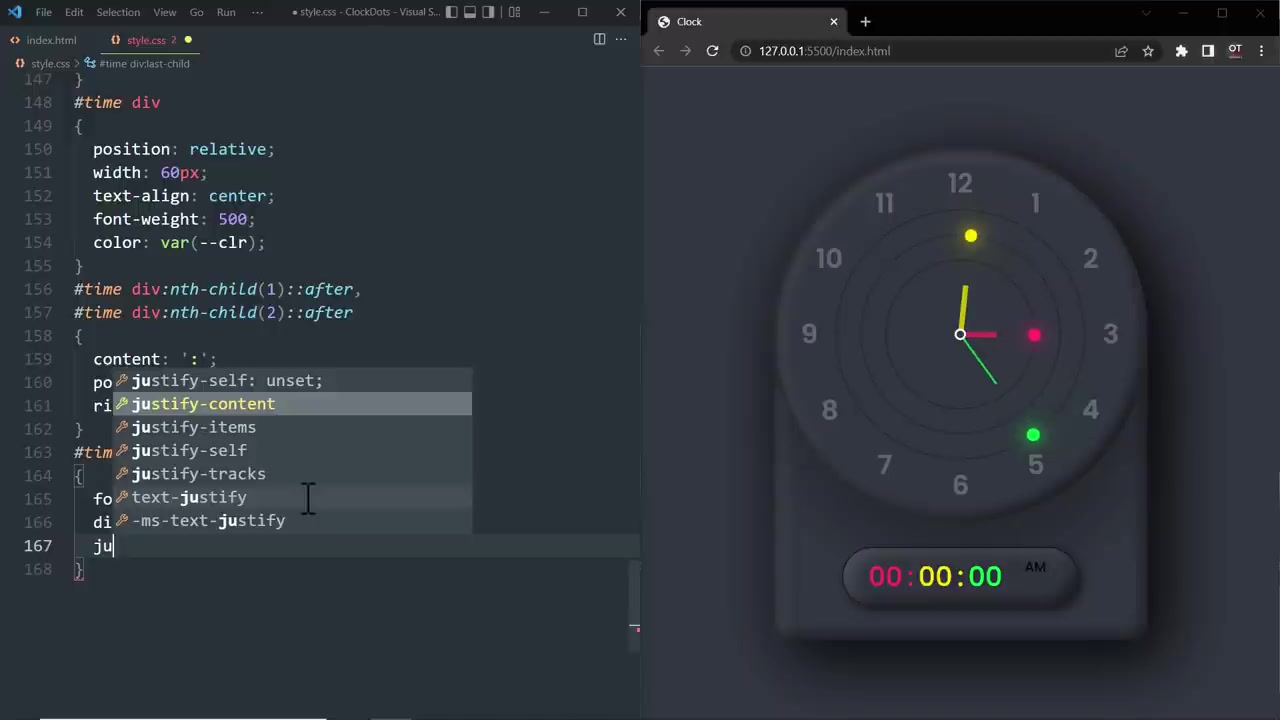 File Edit Selection View Go Run ··· ● style.css - ClockDots - Visual S...
index.html style.css 2 ●
style.css > #time div:last-child
147 }
148 #time div
149 {
150 position: relative;
151 width: 60px;
152 text-align: center;
153 font-weight: 500;
154 color: var(--clr);
155 }
156 #time div:nth-child(1)::after,
157 #time div:nth-child(2)::after
158 {
159 content: ':';
160 po
161 ri
162 }
163 #tim
164 {
165 fo
166 di
167 ju
168 }
justify-self: unset;
justify-content
justify-items
justify-self
justify-tracks
text-justify
-ms-text-justify
Clock
127.0.0.1:5500/index.html
OT
12
11 1
10 2
9 3
8 4
7 5
6
00:00:00 AM